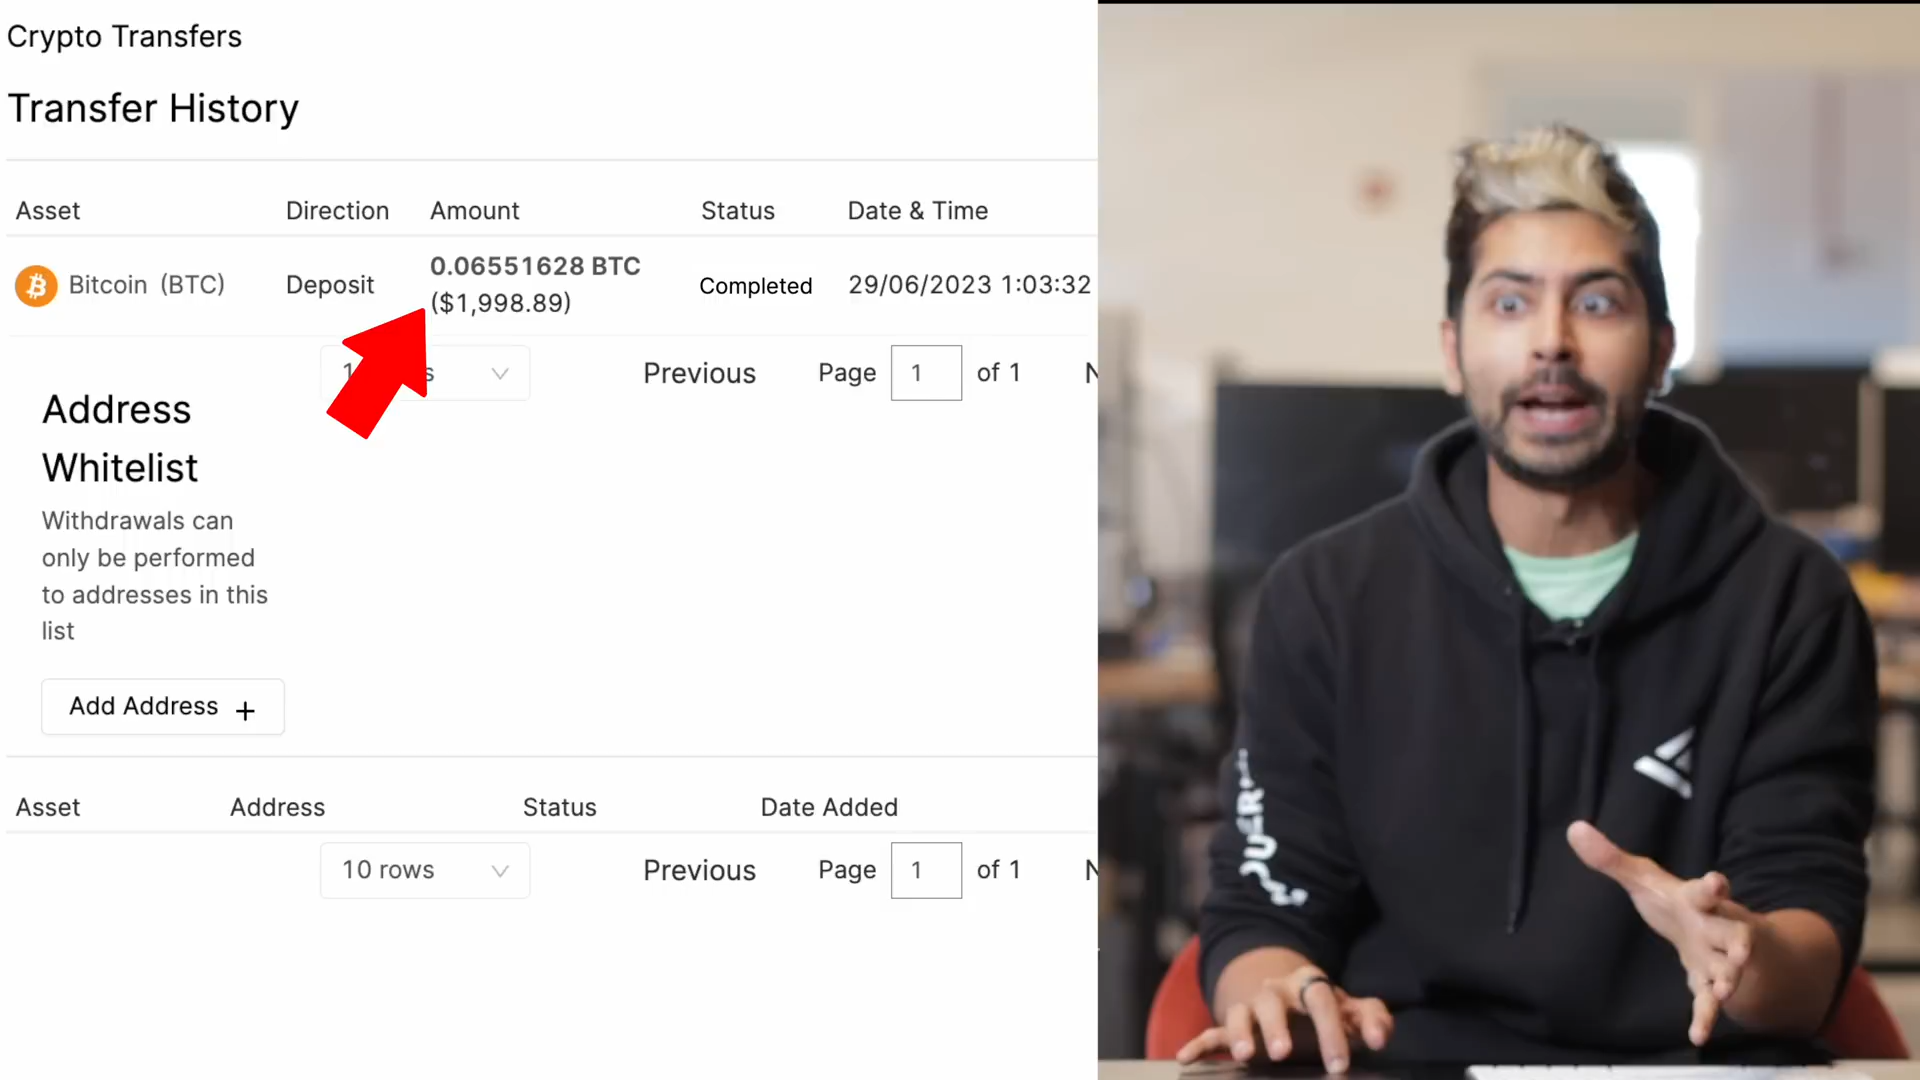 Crypto Transfers
Transfer History
Asset Direction Amount Status Date & Time
Bitcoin (BTC) Deposit 0.06551628 BTC Completed 29/06/2023 1:03:32
($1,998.89)
Previous Page 1 of 1
Address
Whitelist
Withdrawals can
only be performed
to addresses in this
list
Add Address +
Asset Address Status Date Added
10 rows Previous Page 1 of 1